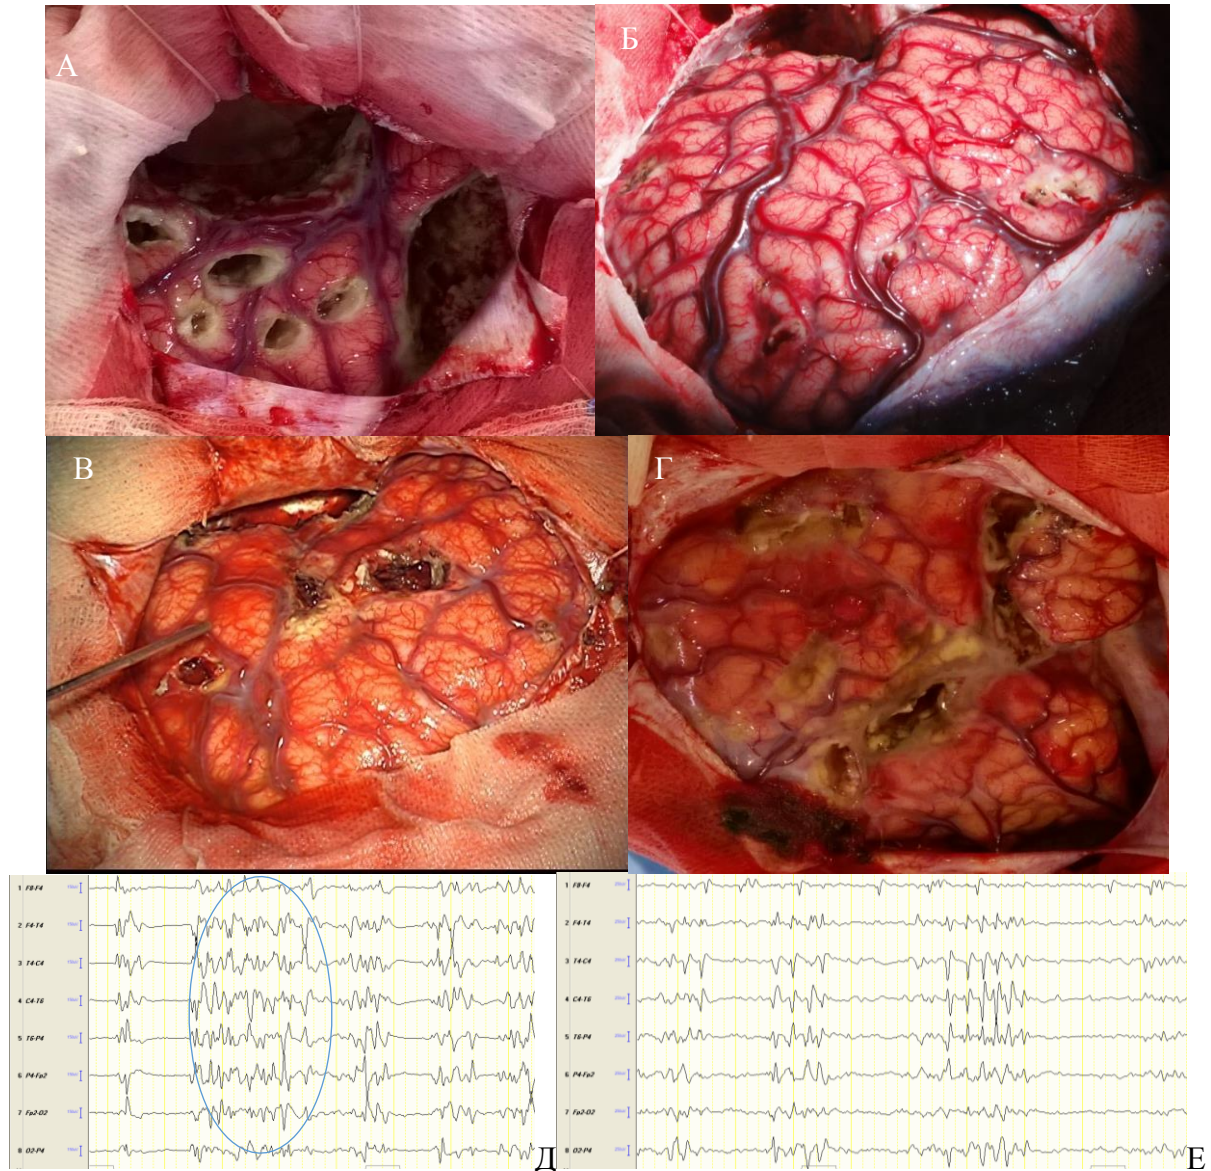 А
Б
В
Г
1 F8-F4
2 F4-T4
3 T4-C4
4 C4-T6
5 T6-P4
6 P4-Fp2
7 Fp2-O2
8 O2-P4
Д
1 F8-F4
2 F4-T4
3 T4-C4
4 C4-T6
5 T6-P4
6 P4-Fp2
7 Fp2-O2
8 O2-P4
Е